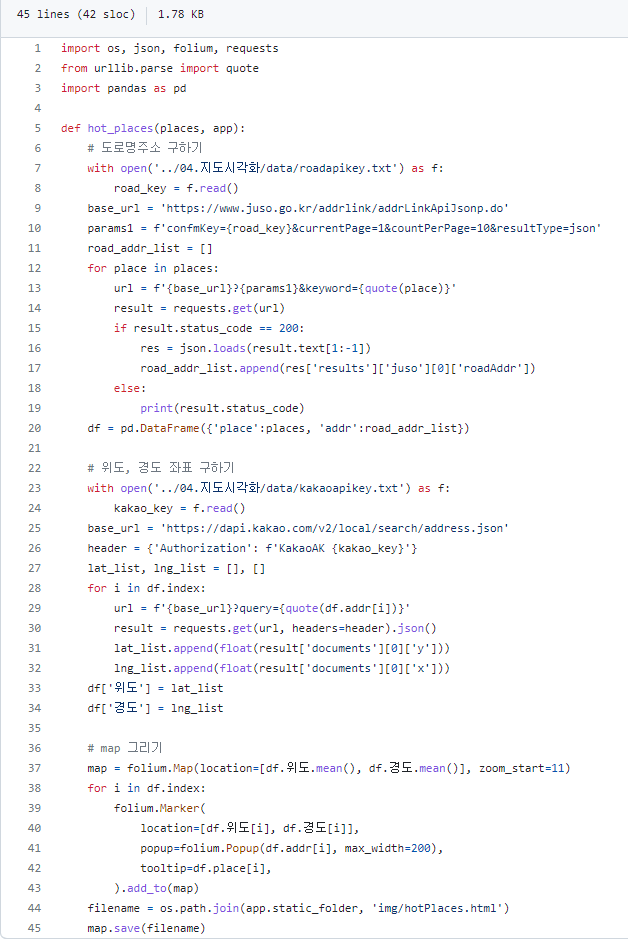 45 lines (42 sloc) 1.78 KB
1 import os, json, folium, requests
2 from urllib.parse import quote
3 import pandas as pd
4
5 def hot_places(places, app):
6     # 도로명주소 구하기
7     with open('../04.지도시각화/data/roadapikey.txt') as f:
8         road_key = f.read()
9     base_url = 'https://www.juso.go.kr/addrlink/addrLinkApiJsonp.do'
10     params1 = f'confmKey={road_key}&currentPage=1&countPerPage=10&resultType=json'
11     road_addr_list = []
12     for place in places:
13         url = f'{base_url}?{params1}&keyword={quote(place)}'
14         result = requests.get(url)
15         if result.status_code == 200:
16             res = json.loads(result.text[1:-1])
17             road_addr_list.append(res['results']['juso'][0]['roadAddr'])
18         else:
19             print(result.status_code)
20     df = pd.DataFrame({'place':places, 'addr':road_addr_list})
21
22     # 위도, 경도 좌표 구하기
23     with open('../04.지도시각화/data/kakaoapikey.txt') as f:
24         kakao_key = f.read()
25     base_url = 'https://dapi.kakao.com/v2/local/search/address.json'
26     header = {'Authorization': f'KakaoAK {kakao_key}'}
27     lat_list, lng_list = [], []
28     for i in df.index:
29         url = f'{base_url}?query={quote(df.addr[i])}'
30         result = requests.get(url, headers=header).json()
31         lat_list.append(float(result['documents'][0]['y']))
32         lng_list.append(float(result['documents'][0]['x']))
33     df['위도'] = lat_list
34     df['경도'] = lng_list
35
36     # map 그리기
37     map = folium.Map(location=[df.위도.mean(), df.경도.mean()], zoom_start=11)
38     for i in df.index:
39         folium.Marker(
40             location=[df.위도[i], df.경도[i]],
41             popup=folium.Popup(df.addr[i], max_width=200),
42             tooltip=df.place[i],
43         ).add_to(map)
44     filename = os.path.join(app.static_folder, 'img/hotPlaces.html')
45     map.save(filename)